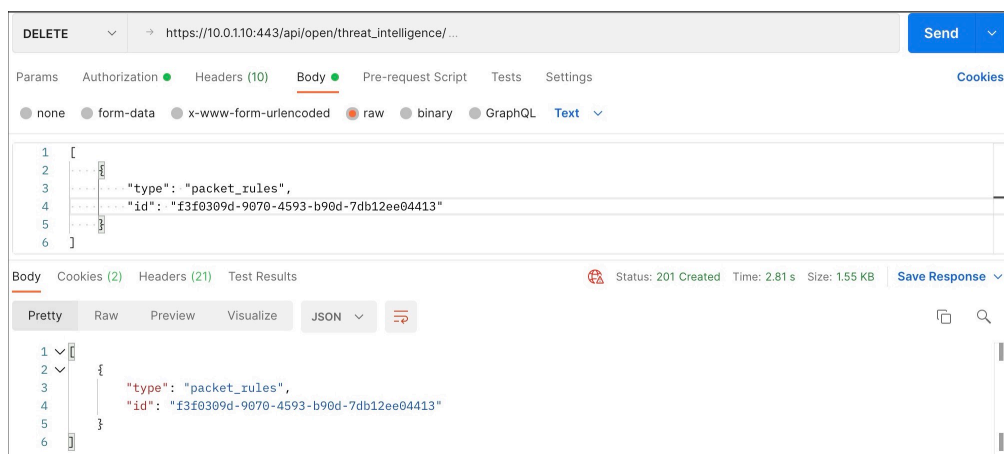 DELETE https://10.0.1.10:443/api/open/threat_intelligence/ ... Send
Params Authorization Headers (10) Body Pre-request Script Tests Settings Cookies
none form-data x-www-form-urlencoded raw binary GraphQL Text
1 [
2 {
3 "type": "packet_rules",
4 "id": "f3f0309d-9070-4593-b90d-7db12ee04413"
5 }
6 ]
Body Cookies (2) Headers (21) Test Results Status: 201 Created Time: 2.81 s Size: 1.55 KB Save Response
Pretty Raw Preview Visualize JSON
1 [
2 {
3 "type": "packet_rules",
4 "id": "f3f0309d-9070-4593-b90d-7db12ee04413"
5 }
6 ]